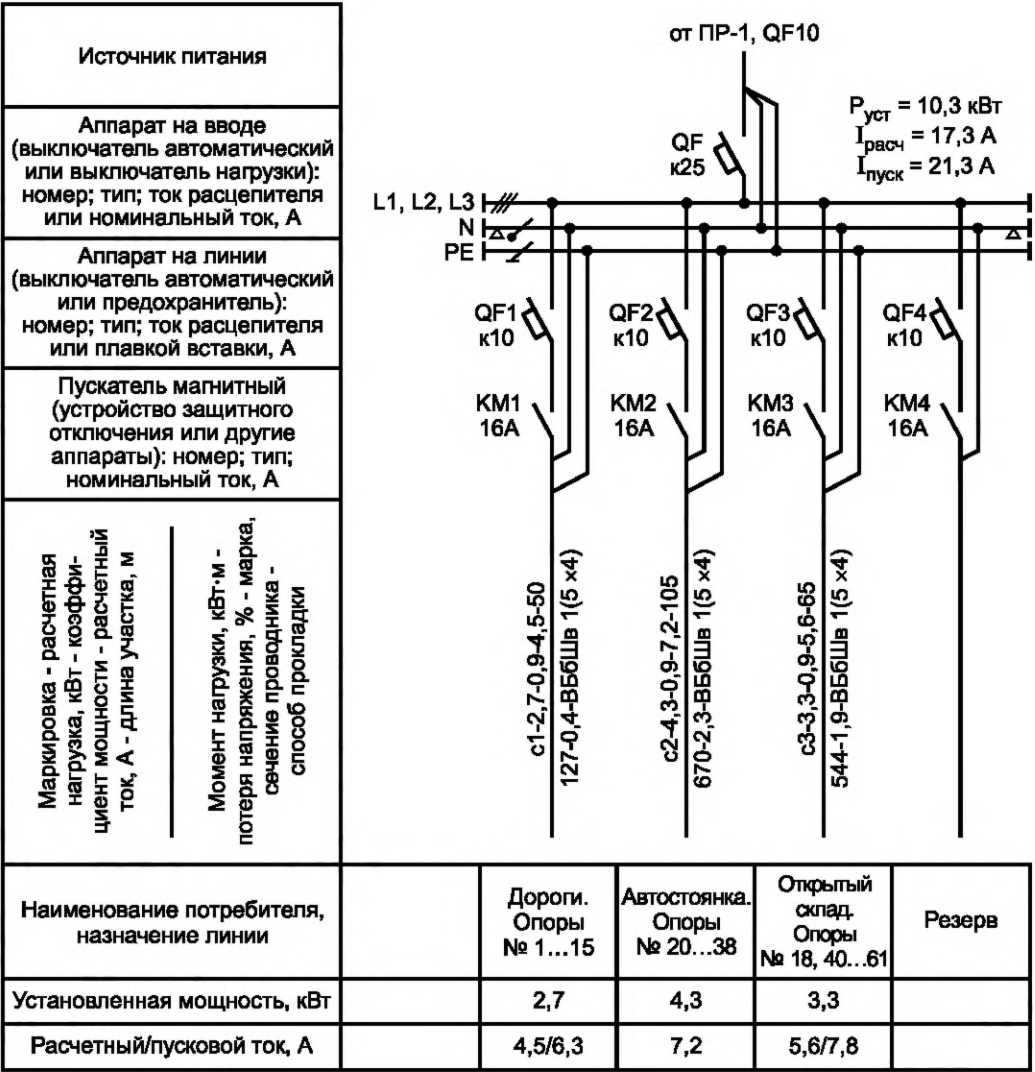 Источник питания
Аппарат на вводе
(выключатель автоматический
или выключатель нагрузки):
номер; тип; ток расцепителя
или номинальный ток, А
Аппарат на линии
(выключатель автоматический
или предохранитель):
номер; тип; ток расцепителя
или плавкой вставки, А
Пускатель магнитный
(устройство защитного
отключения или другие
аппараты): номер; тип;
номинальный ток, А
Маркировка - расчетная
нагрузка, кВт - коэффи-
циент мощности - расчетный
ток, А - длина участка, м
Момент нагрузки, кВт·м -
потеря напряжения, % - марка,
сечение проводника -
способ прокладки
от ПР-1, QF10
QF
к25
Pуст = 10,3 кВт
Iрасч = 17,3 А
Iпуск = 21,3 А
L1, L2, L3
N
PE
QF1
к10
QF2
к10
QF3
к10
QF4
к10
KM1
16А
KM2
16А
KM3
16А
KM4
16А
с1-2,7-0,9-4,5-50
127-0,4-ВБбШв 1(5 ×4)
с2-4,3-0,9-7,2-105
670-2,3-ВБбШв 1(5 ×4)
с3-3,3-0,9-5,6-65
544-1,9-ВБбШв 1(5 ×4)
Наименование потребителя,
назначение линии
Дороги.
Опоры
№ 1...15
Автостоянка.
Опоры
№ 20...38
Открытый
склад.
Опоры
№ 18, 40...61
Резерв
Установленная мощность, кВт
2,7
4,3
3,3
Расчетный/пусковой ток, А
4,5/6,3
7,2
5,6/7,8